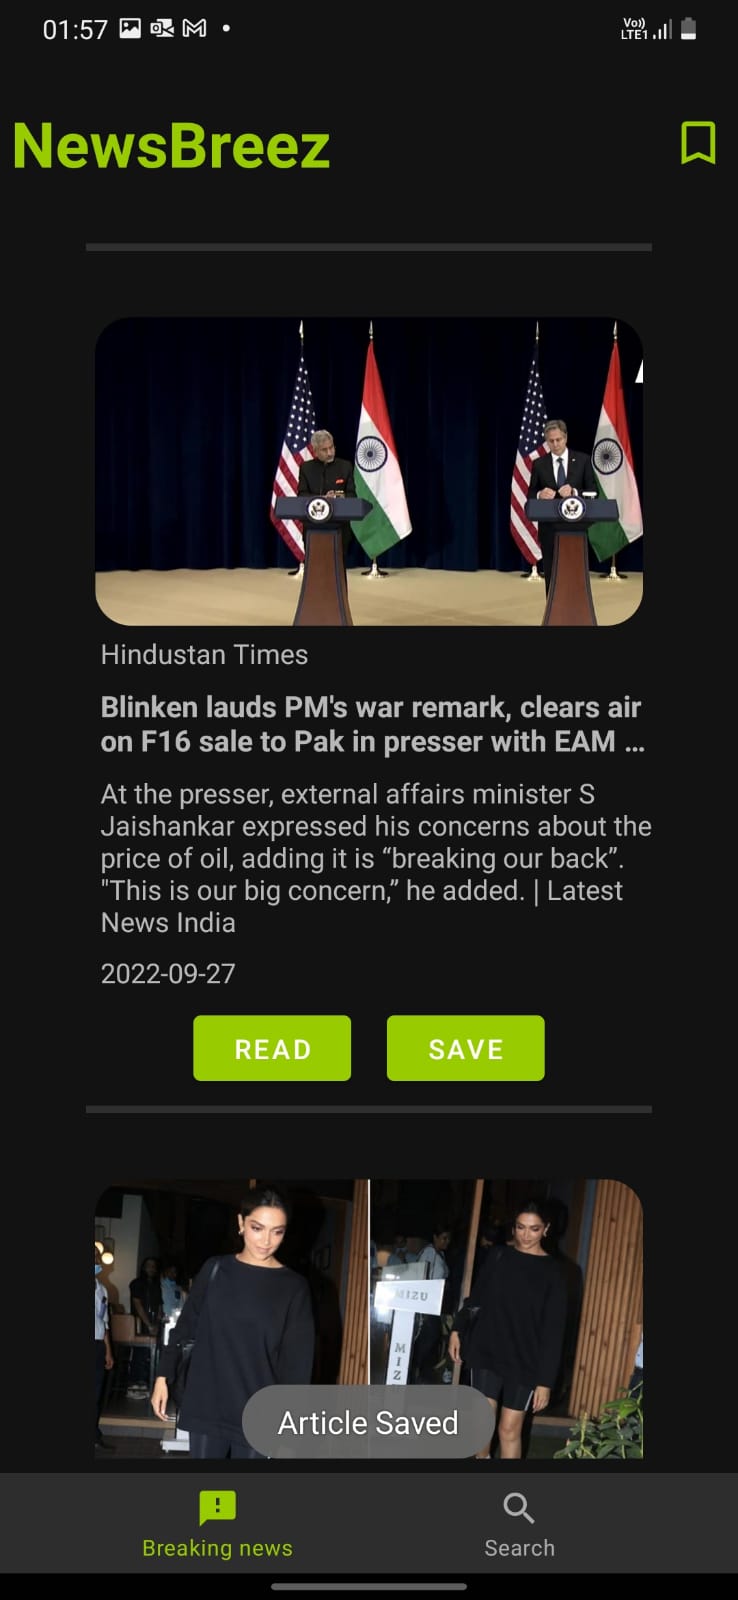 01:57
Vo))
LTE1
NewsBreez
Hindustan Times
Blinken lauds PM's war remark, clears air
on F16 sale to Pak in presser with EAM ...
At the presser, external affairs minister S
Jaishankar expressed his concerns about the
price of oil, adding it is “breaking our back”.
"This is our big concern,” he added. | Latest
News India
2022-09-27
READ
SAVE
MIZU
M
I
Z
Article Saved
Breaking news
Search